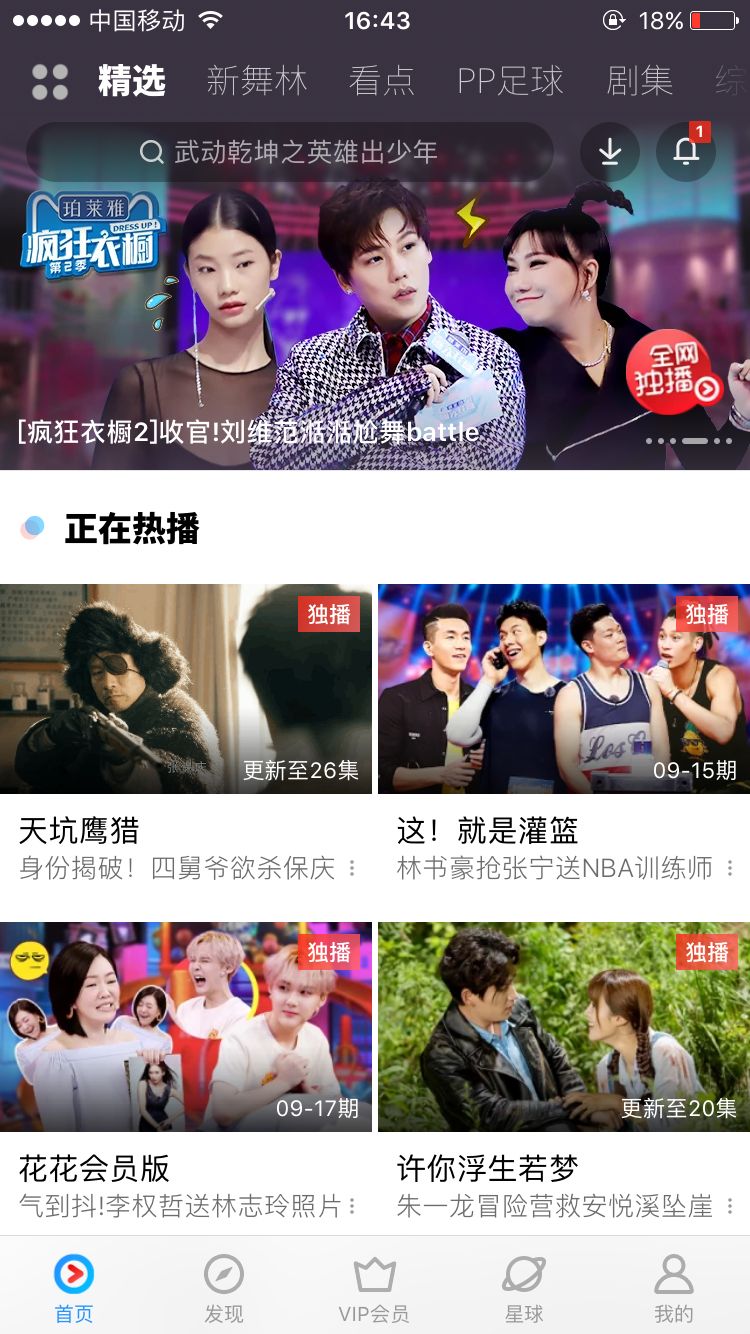 中国移动
16:43
18%
精选
新舞林
看点
PP足球
剧集
综
武动乾坤之英雄出少年
1
珀莱雅
DRESS UP!
疯狂衣橱
第2季
全网
独播
[疯狂衣橱2]收官!刘维范湉湉尬舞battle
正在热播
独播
更新至26集
独播
09-15期
天坑鹰猎
这！就是灌篮
身份揭破！四舅爷欲杀保庆
林书豪抢张宁送NBA训练师
独播
09-17期
独播
更新至20集
花花会员版
许你浮生若梦
气到抖!李权哲送林志玲照片
朱一龙冒险营救安悦溪坠崖
首页
发现
VIP会员
星球
我的